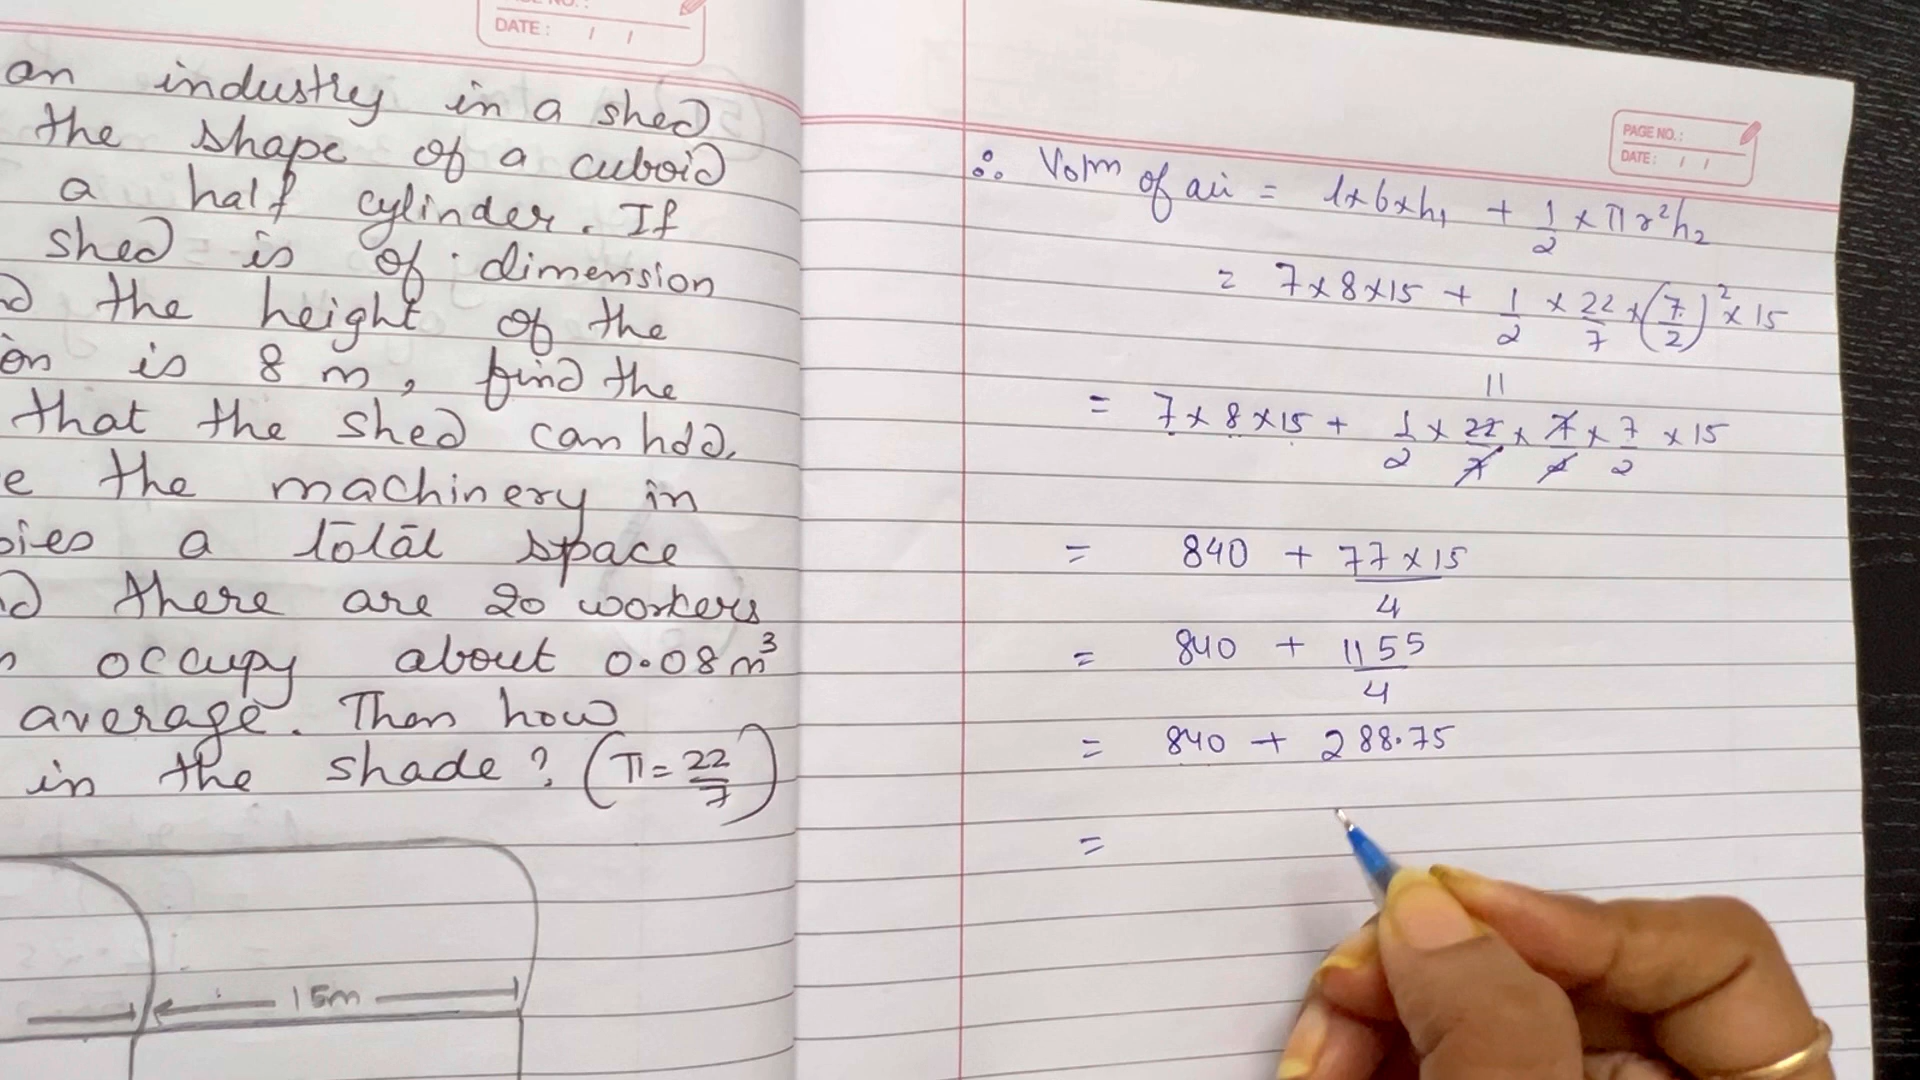 DATE : / /
an industry in a shed
the shape of a cuboid
a half cylinder. If
shed is of dimension
the height of the
is 8 m, find the
that the shed can hold.
the machinery in
a total space
there are 20 workers
occupy about 0.08 m³
average. Then how
in the shade? (π = 22/7)
15m
PAGE NO. :
DATE : / /
∴ Volm of air = l×b×h₁ + 1/2 × πr²h₂
= 7×8×15 + 1/2 × 22/7 × (7/2)² × 15
11
= 7×8×15 + 1/2 × 22/7 × 7/2 × 7/2 × 15
= 840 + 77×15/4
= 840 + 1155/4
= 840 + 288.75
=